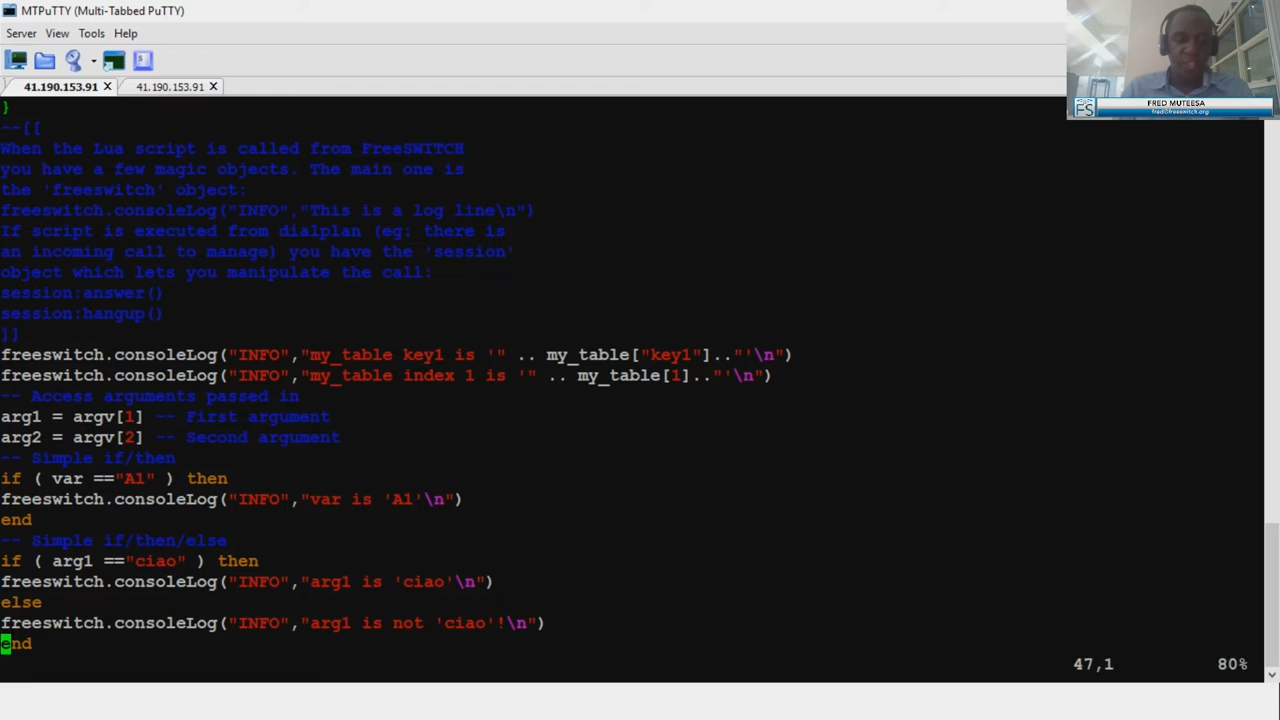 MTPuTTY (Multi-Tabbed PuTTY)
Server View Tools Help
41.190.153.91 41.190.153.91
FRED MUTEESA
fred@freeswitch.org
}
--[[
When the Lua script is called from FreeSWITCH
you have a few magic objects. The main one is
the 'freeswitch' object:
freeswitch.consoleLog("INFO","This is a log line\n")
If script is executed from dialplan (eg: there is
an incoming call to manage) you have the 'session'
object which lets you manipulate the call:
session:answer()
session:hangup()
]]
freeswitch.consoleLog("INFO","my_table key1 is '" .. my_table["key1"].."'\n")
freeswitch.consoleLog("INFO","my_table index 1 is '" .. my_table[1].."'\n")
-- Access arguments passed in
arg1 = argv[1] -- First argument
arg2 = argv[2] -- Second argument
-- Simple if/then
if ( var =="A1" ) then
freeswitch.consoleLog("INFO","var is 'A1'\n")
end
-- Simple if/then/else
if ( arg1 =="ciao" ) then
freeswitch.consoleLog("INFO","arg1 is 'ciao'\n")
else
freeswitch.consoleLog("INFO","arg1 is not 'ciao'!\n")
end
47,1 80%